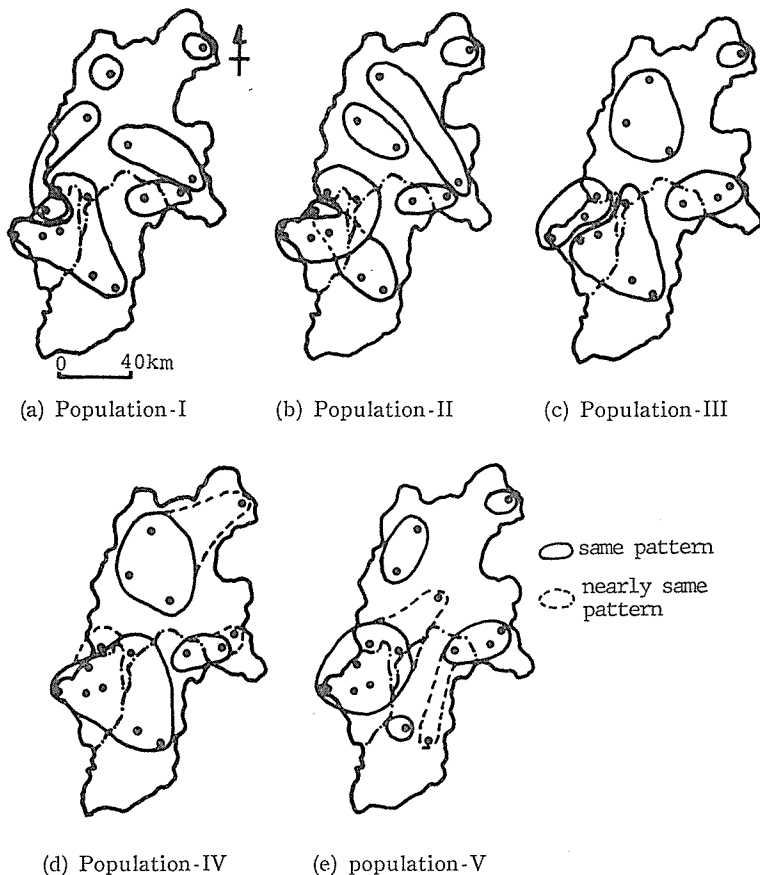 0 40km
(a) Population-I
(b) Population-II
(c) Population-III
same pattern
nearly same
pattern
(d) Population-IV
(e) population-V